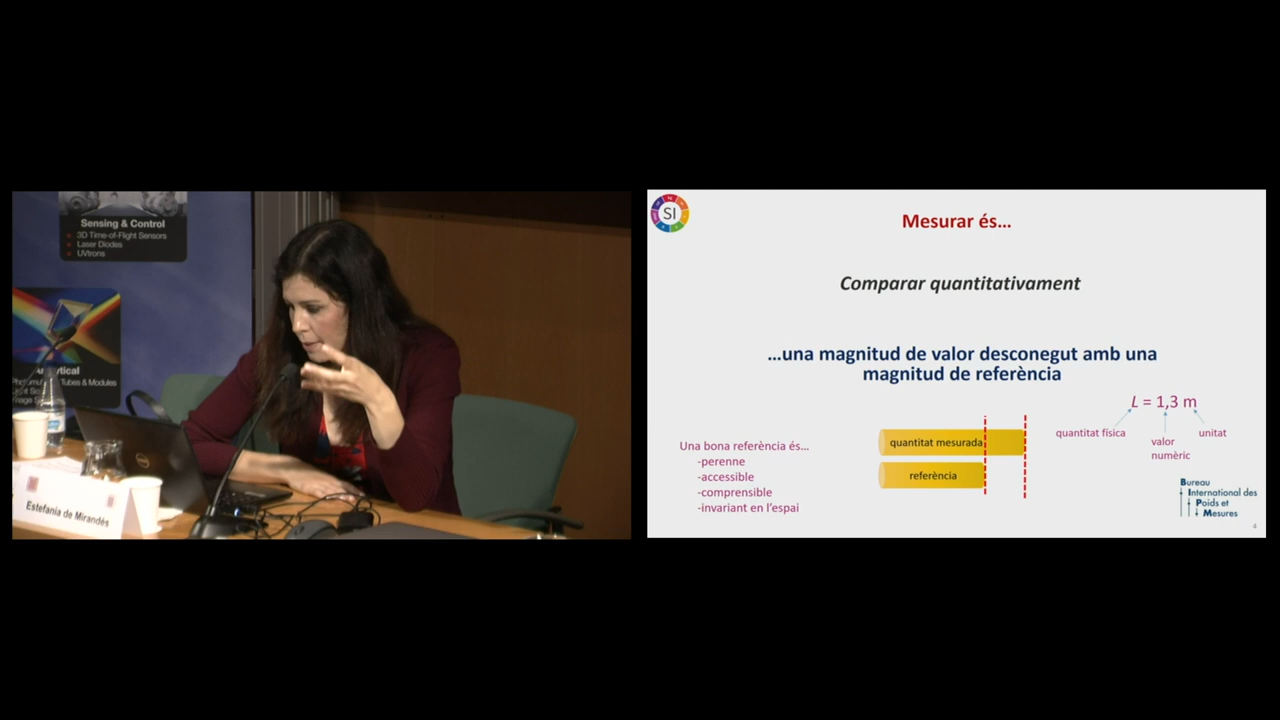 Sensing & Control
3D Time-of-Flight Sensors
Laser Diodes
UVtrons
Tubes & Modules
Estefanía de Mirandés
SI
Mesurar és…
Comparar quantitativament
…una magnitud de valor desconegut amb una
magnitud de referència
L = 1,3 m
quantitat física
valor
numèric
unitat
quantitat mesurada
referència
Una bona referència és…
-perenne
-accessible
-comprensible
-invariant en l’espai
Bureau
International des
Poids et
Mesures
4